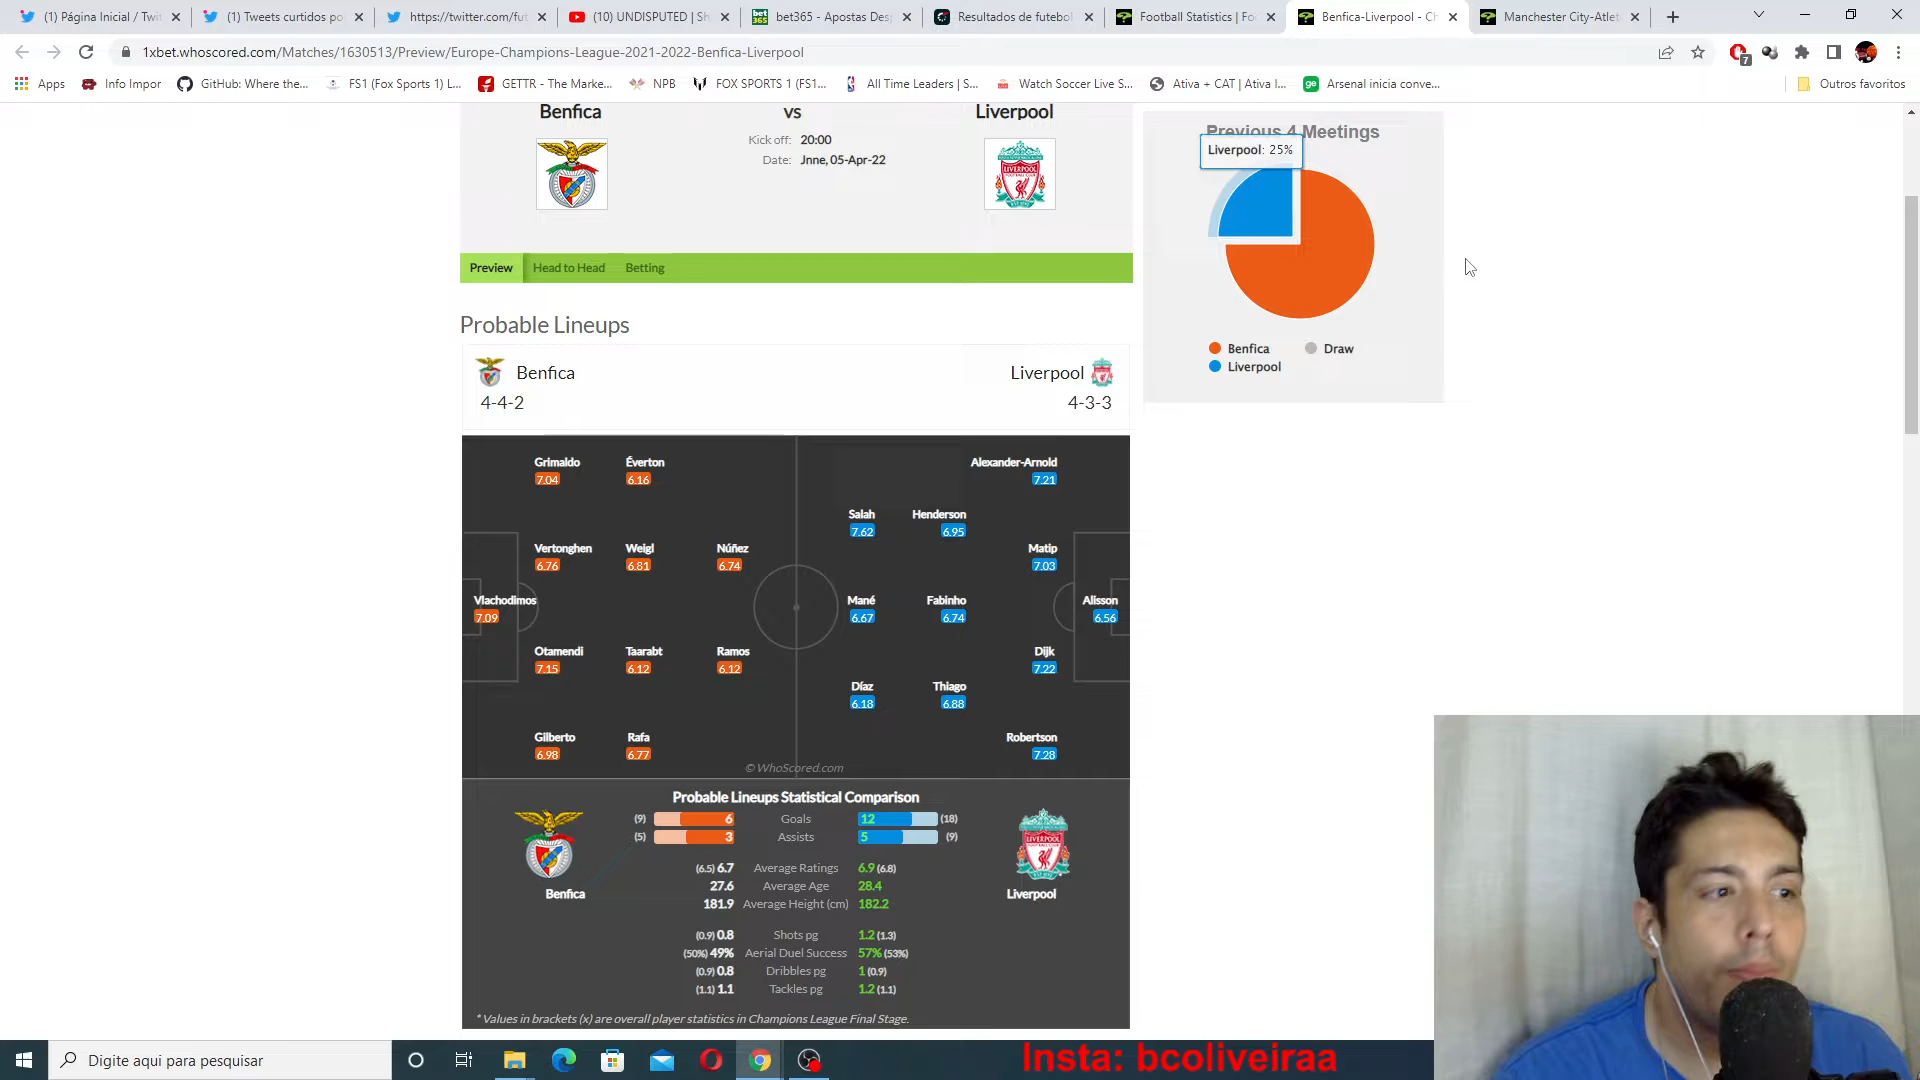 (1) Página Inicial / Twit
(1) Tweets curtidos po
https://twitter.com/fut
(10) UNDISPUTED | Sh
bet365 - Apostas Des
Resultados de futebol
Football Statistics | Foo
Benfica-Liverpool - Ch
Manchester City-Atlet
1xbet.whoscored.com/Matches/1630513/Preview/Europe-Champions-League-2021-2022-Benfica-Liverpool
7
Apps
Info Impor
GitHub: Where the...
FS1 (Fox Sports 1) L...
GETTR - The Marke...
NPB
FOX SPORTS 1 (FS1...
All Time Leaders | S...
Watch Soccer Live S...
Ativa + CAT | Ativa I...
Arsenal inicia conve...
Outros favoritos
Benfica
vs
Liverpool
Kick off: 20:00
Date: Jnne, 05-Apr-22
Previous 4 Meetings
Liverpool: 25%
Benfica
Draw
Liverpool
Preview
Head to Head
Betting
Probable Lineups
Benfica
Liverpool
4-4-2
4-3-3
Grimaldo
7.04
Éverton
6.16
Alexander-Arnold
7.21
Salah
7.62
Henderson
6.95
Vertonghen
6.76
Weigl
6.81
Núñez
6.74
Matip
7.03
Vlachodimos
7.09
Mané
6.67
Fabinho
6.74
Alisson
6.56
Otamendi
7.15
Taarabt
6.12
Ramos
6.12
Dijk
7.22
Díaz
6.18
Thiago
6.88
Gilberto
6.98
Rafa
6.77
Robertson
7.28
© WhoScored.com
Probable Lineups Statistical Comparison
(9) 6 Goals 12 (18)
(5) 3 Assists 5 (9)
(6.5) 6.7 Average Ratings 6.9 (6.8)
27.6 Average Age 28.4
181.9 Average Height (cm) 182.2
Benfica
Liverpool
(0.9) 0.8 Shots pg 1.2 (1.3)
(50%) 49% Aerial Duel Success 57% (53%)
(0.9) 0.8 Dribbles pg 1 (0.9)
(1.1) 1.1 Tackles pg 1.2 (1.1)
* Values in brackets (x) are overall player statistics in Champions League Final Stage.
Digite aqui para pesquisar
Insta: bcoliveiraa